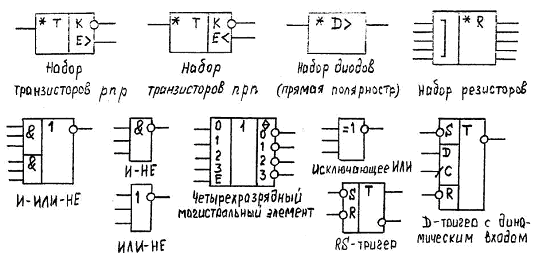 * T K
E>
* T K
E<
* D>
* R
Набор
транзисторов pnp
Набор
транзисторов npn
Набор диодов
(прямая полярность)
Набор резисторов
& 1
&
И-ИЛИ-НЕ
&
И-НЕ
1
ИЛИ-НЕ
0 1 0
1 1
2 2
3 3
E
Четырехразрядный
магистральный элемент
=1
исключающее ИЛИ
S T
R
RS-тригер
S T
D
C
R
D-тригер с дина-
мическим входом